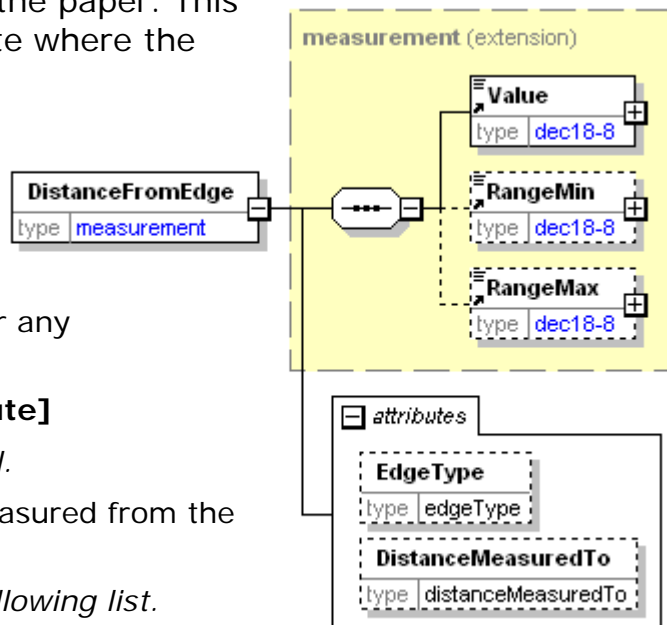 the paper. This
te where the
r any
ute]
d.
asured from the
llowing list.
measurement (extension)
Value
type dec18-8
DistanceFromEdge
type measurement
RangeMin
type dec18-8
RangeMax
type dec18-8
attributes
EdgeType
type edgeType
DistanceMeasuredTo
type distanceMeasuredTo